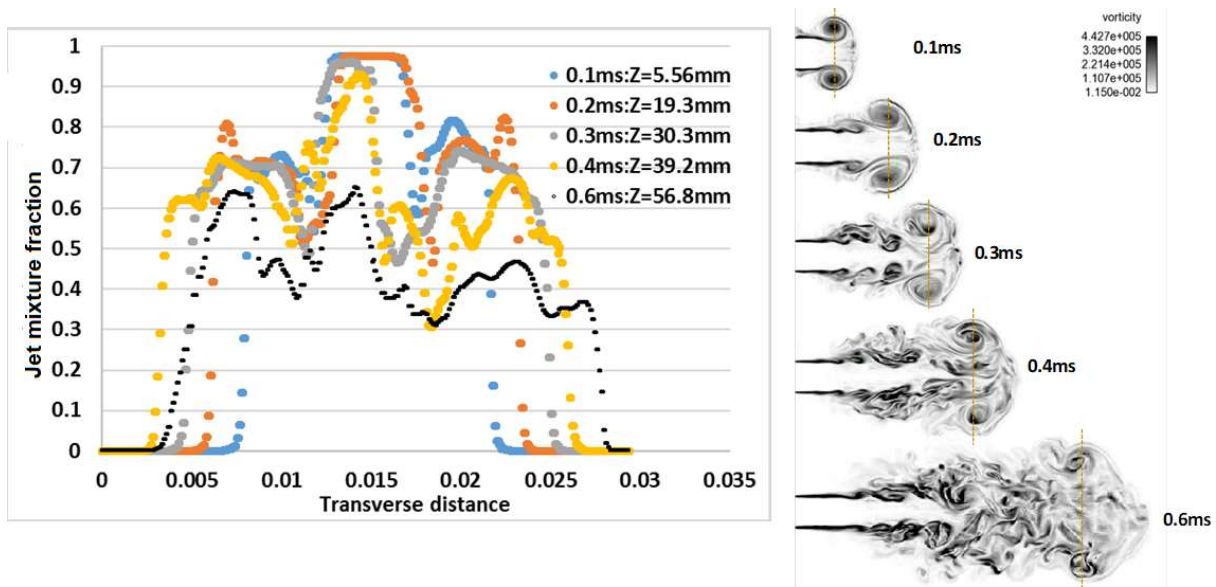 1
0.9
0.8
0.7
0.6
0.5
0.4
0.3
0.2
0.1
0
Jet mixture fraction
0 0.005 0.01 0.015 0.02 0.025 0.03 0.035
Transverse distance
0.1ms:Z=5.56mm
0.2ms:Z=19.3mm
0.3ms:Z=30.3mm
0.4ms:Z=39.2mm
0.6ms:Z=56.8mm
vorticity
4.427e+005
3.320e+005
2.214e+005
1.107e+005
1.150e-002
0.1ms
0.2ms
0.3ms
0.4ms
0.6ms